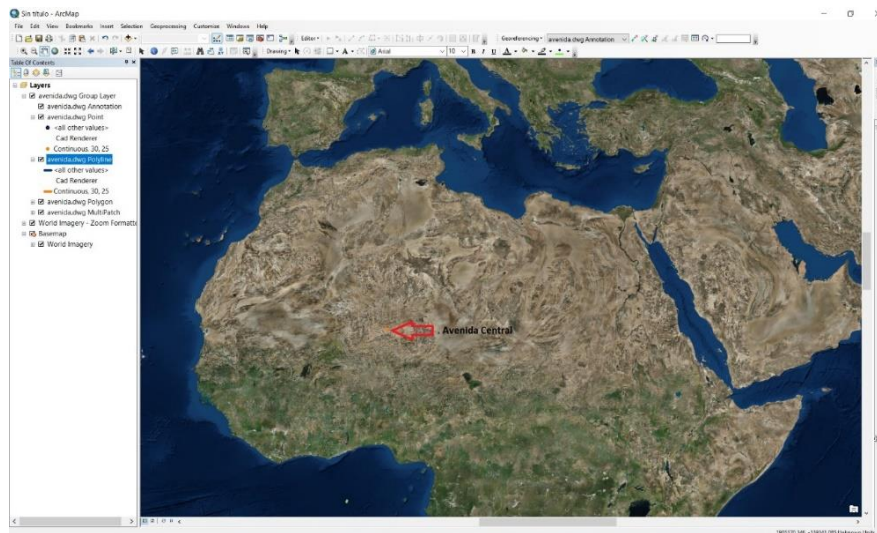 Sin título - ArcMap
File Edit View Bookmarks Insert Selection Geoprocessing Customize Windows Help
Editor Georeferencing avenida.dwg Annotation
Drawing A Arial 10 B I U A
Table Of Contents
Layers
avenida.dwg Group Layer
avenida.dwg Annotation
avenida.dwg Point
<all other values>
Cad Renderer
Continuous, 30, 25
avenida.dwg Polyline
<all other values>
Cad Renderer
Continuous, 30, 25
avenida.dwg Polygon
avenida.dwg MultiPatch
World Imagery - Zoom Formatte
Basemap
World Imagery
Avenida Central